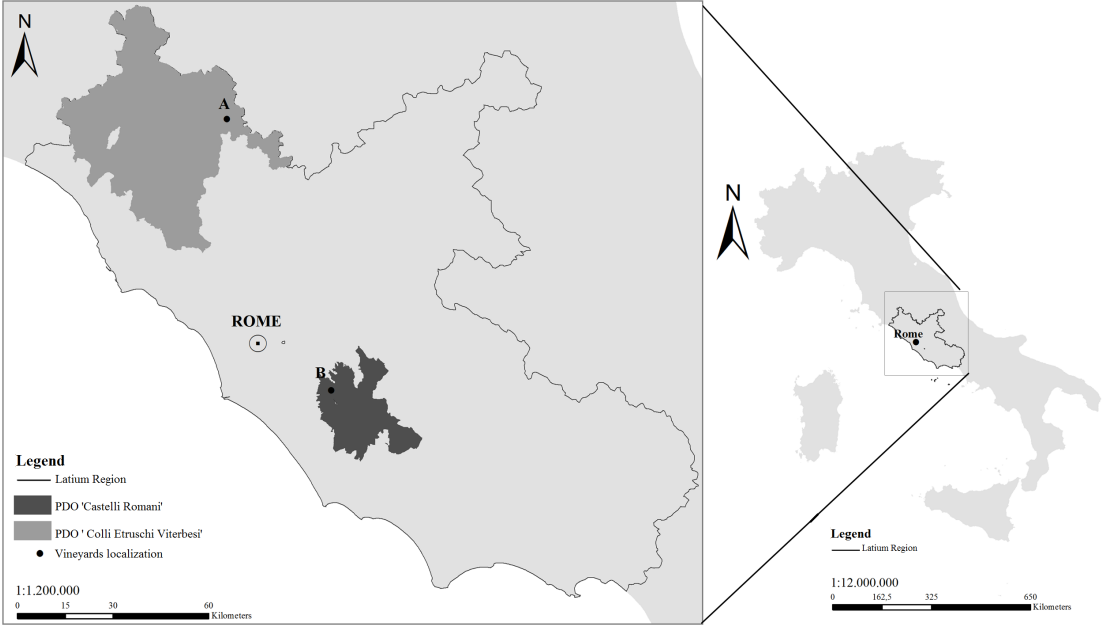 N
A
ROME
B
Legend
Latium Region
PDO 'Castelli Romani'
PDO ' Colli Etruschi Viterbesi'
Vineyards localization
1:1.200.000
0 15 30 60
Kilometers
N
Rome
Legend
Latium Region
1:12.000.000
0 162,5 325 650
Kilometers